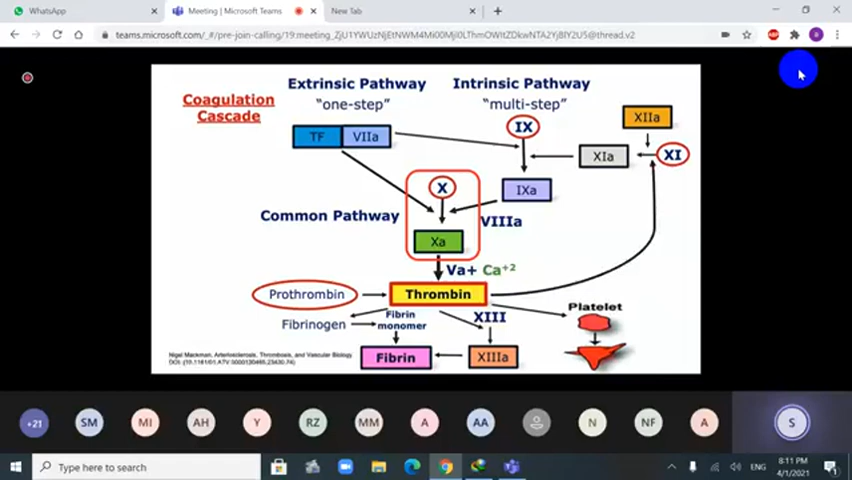 WhatsApp
Meeting | Microsoft Teams
New Tab
teams.microsoft.com/_#/pre-join-calling/19:meeting_ZjU1YWUzNjEtNWM4Mi00MjI0LThmOWItZDkwNTA2YjBlY2U5@thread.v2
Coagulation
Cascade
Extrinsic Pathway
"one-step"
Intrinsic Pathway
"multi-step"
TF
VIIa
IX
XIIa
XIa
XI
X
IXa
Common Pathway
VIIIa
Xa
Va+ Ca+2
Prothrombin
Thrombin
Fibrinogen
Fibrin
monomer
XIII
Platelet
Fibrin
XIIIa
Nigel Mackman, Arteriosclerosis, Thrombosis, and Vascular Biology.
+21
SM
MI
AH
Y
RZ
MM
A
AA
N
NF
A
S
Type here to search
ENG
8:11 PM
4/1/2021